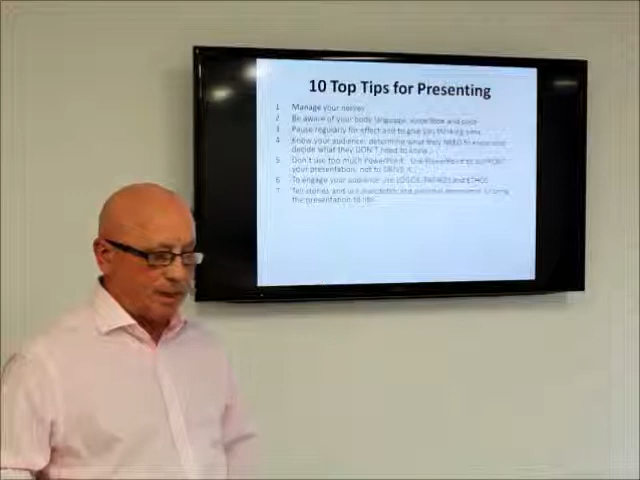 10 Top Tips for Presenting
1. Manage your nerves
2. Be aware of your body language, voice tone and pace
3. Pause regularly for effect and to give you thinking time
4. Know your audience: determine what they NEED to know and
decide what they DON'T need to know
5. Don't use too much PowerPoint. Use PowerPoint to SUPPORT
your presentation, not to DRIVE it.
6. To engage your audience use LOGOS, PATHOS and ETHOS
7. Tell stories and use anecdotes and personal to bring
the presentation to life